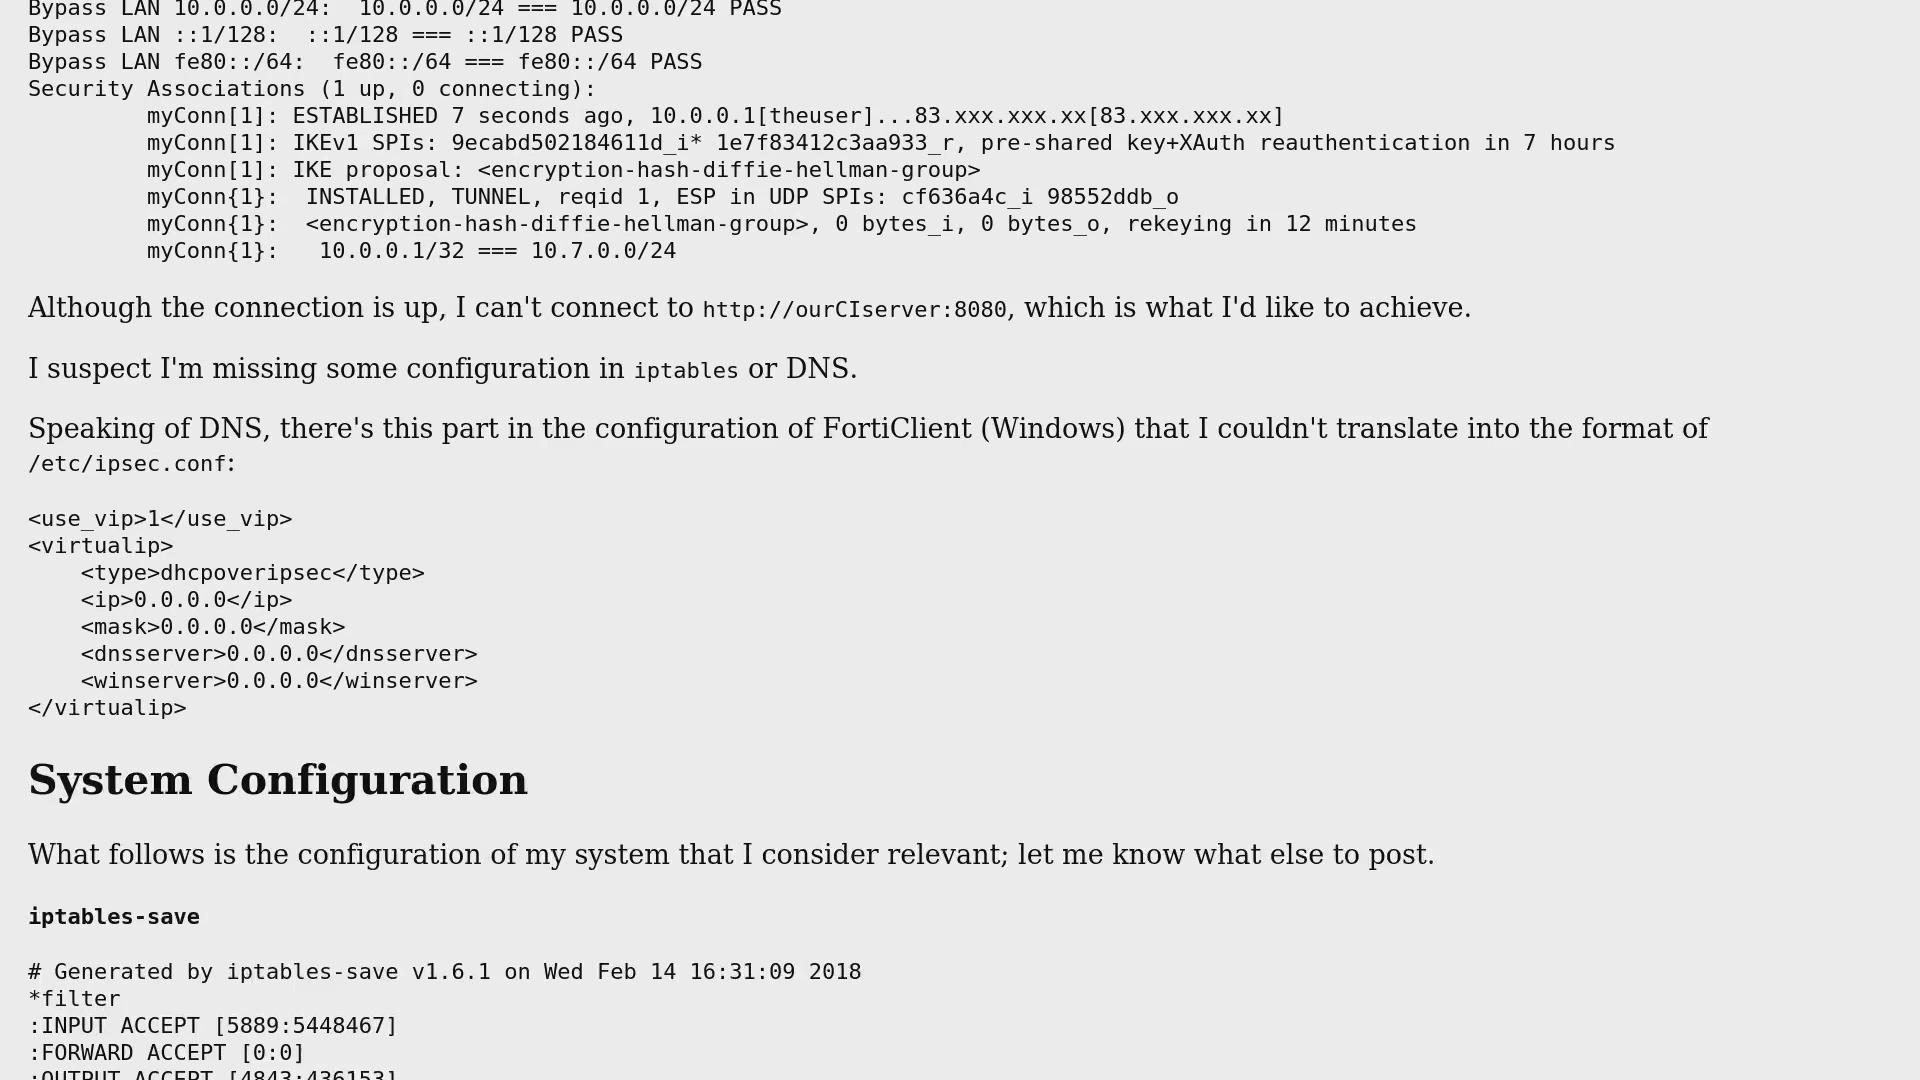 Bypass LAN 10.0.0.0/24:  10.0.0.0/24 === 10.0.0.0/24 PASS
Bypass LAN ::1/128:  ::1/128 === ::1/128 PASS
Bypass LAN fe80::/64:  fe80::/64 === fe80::/64 PASS
Security Associations (1 up, 0 connecting):
         myConn[1]: ESTABLISHED 7 seconds ago, 10.0.0.1[theuser]...83.xxx.xxx.xx[83.xxx.xxx.xx]
         myConn[1]: IKEv1 SPIs: 9ecabd502184611d_i* 1e7f83412c3aa933_r, pre-shared key+XAuth reauthentication in 7 hours
         myConn[1]: IKE proposal: <encryption-hash-diffie-hellman-group>
         myConn{1}:  INSTALLED, TUNNEL, reqid 1, ESP in UDP SPIs: cf636a4c_i 98552ddb_o
         myConn{1}:  <encryption-hash-diffie-hellman-group>, 0 bytes_i, 0 bytes_o, rekeying in 12 minutes
         myConn{1}:   10.0.0.1/32 === 10.7.0.0/24
Although the connection is up, I can't connect to http://ourCIserver:8080, which is what I'd like to achieve.
I suspect I'm missing some configuration in iptables or DNS.
Speaking of DNS, there's this part in the configuration of FortiClient (Windows) that I couldn't translate into the format of
/etc/ipsec.conf:
<use_vip>1</use_vip>
<virtualip>
    <type>dhcpoveripsec</type>
    <ip>0.0.0.0</ip>
    <mask>0.0.0.0</mask>
    <dnsserver>0.0.0.0</dnsserver>
    <winserver>0.0.0.0</winserver>
</virtualip>
System Configuration
What follows is the configuration of my system that I consider relevant; let me know what else to post.
iptables-save
# Generated by iptables-save v1.6.1 on Wed Feb 14 16:31:09 2018
*filter
:INPUT ACCEPT [5889:5448467]
:FORWARD ACCEPT [0:0]
:OUTPUT ACCEPT [4843:436153]